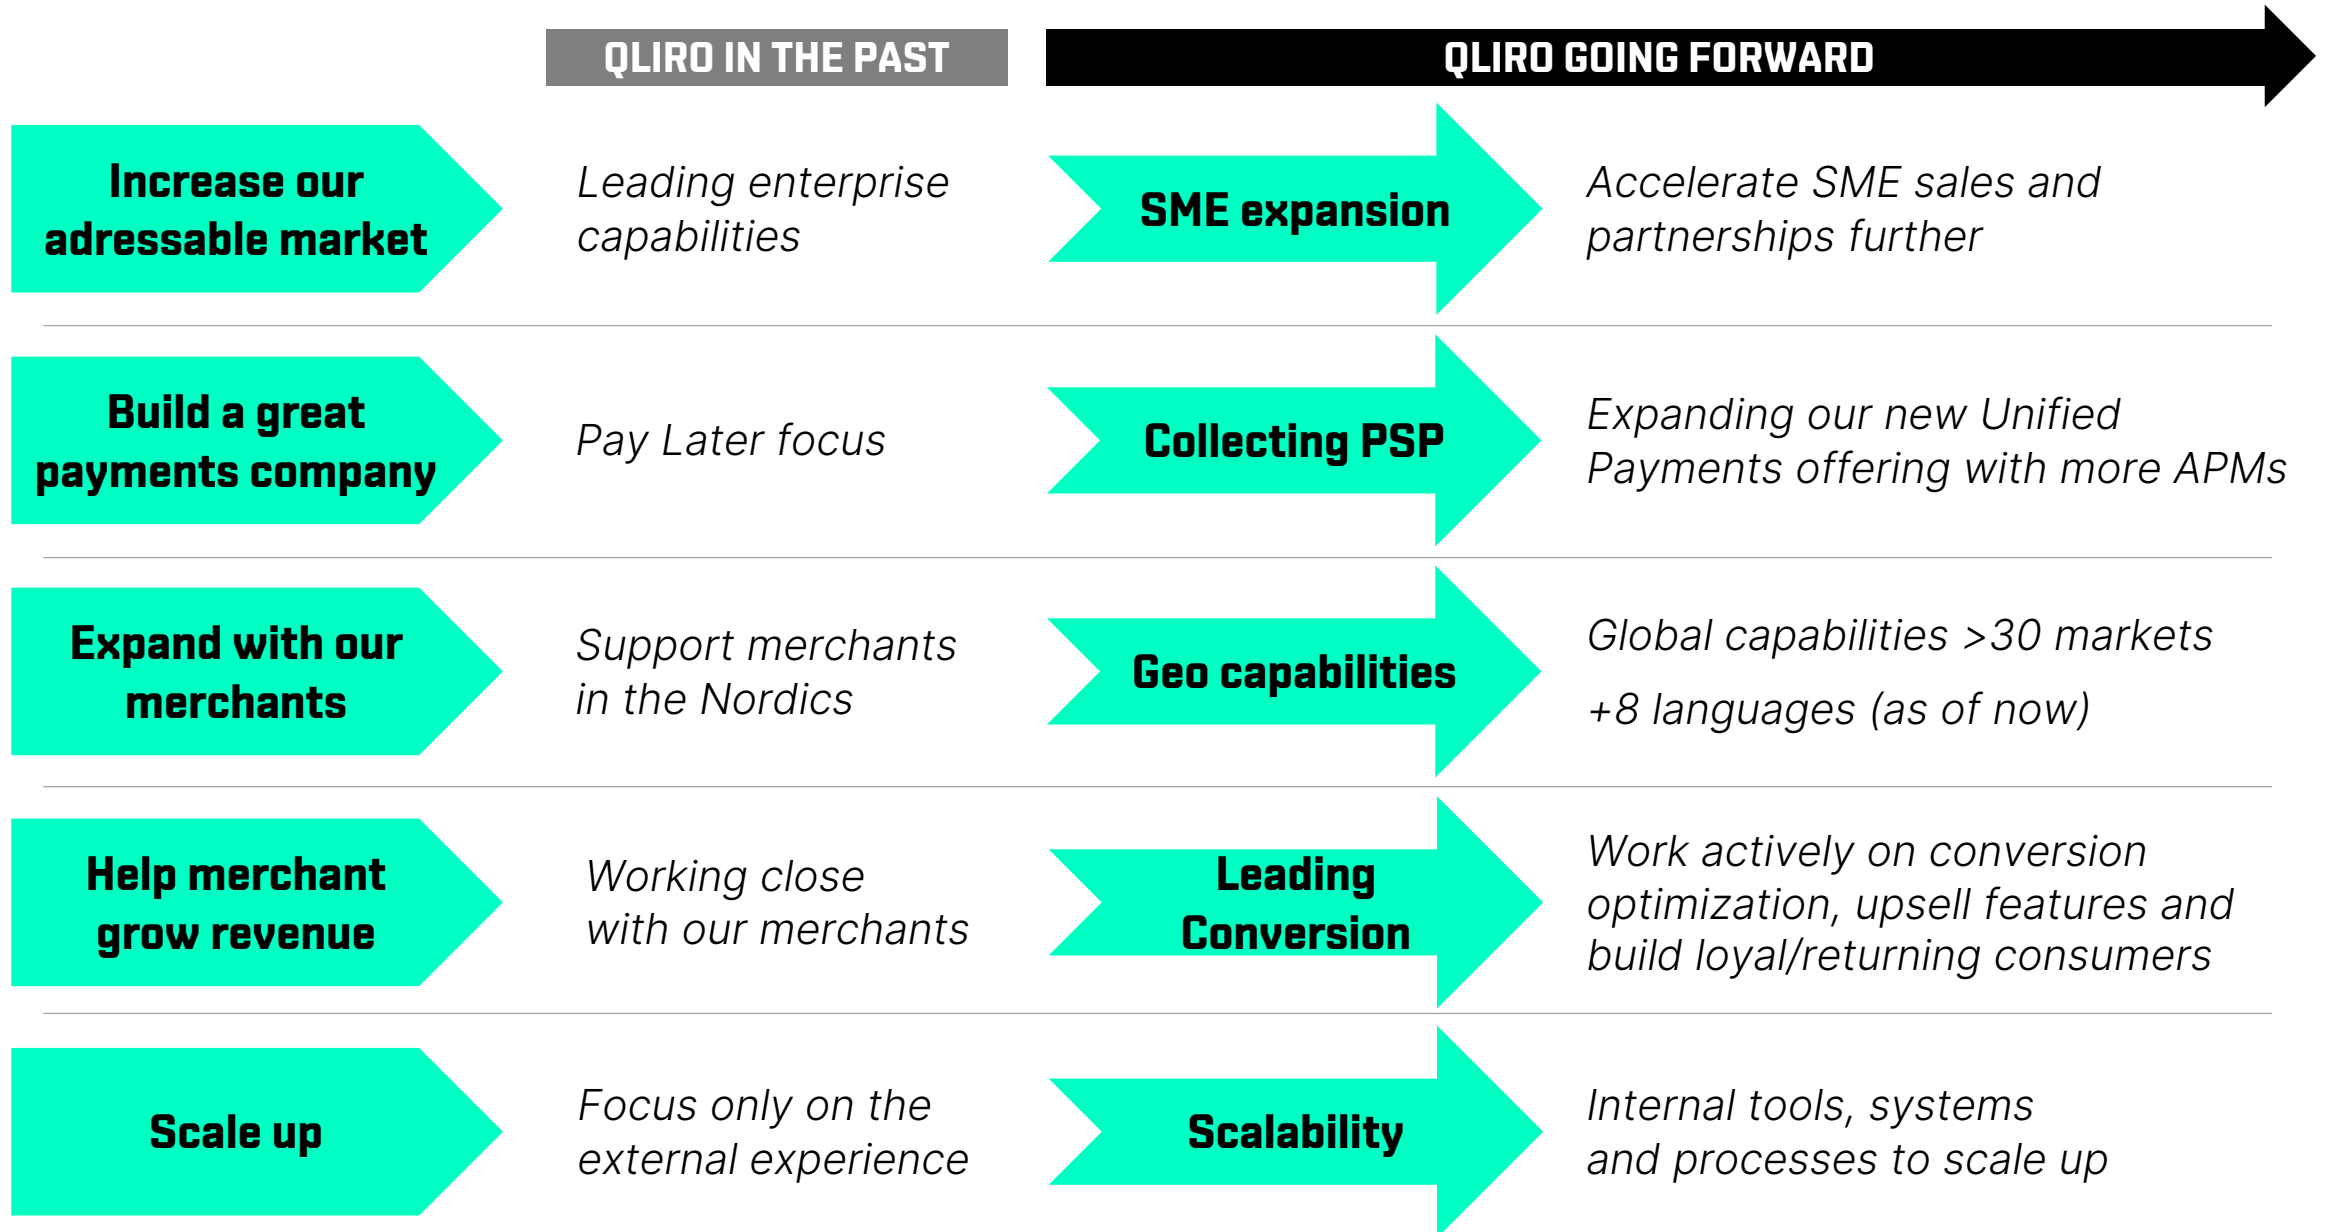 QLIRO IN THE PAST
QLIRO GOING FORWARD
Increase our
adressable market
Leading enterprise
capabilities
SME expansion
Accelerate SME sales and
partnerships further
Build a great
payments company
Pay Later focus
Collecting PSP
Expanding our new Unified
Payments offering with more APMs
Expand with our
merchants
Support merchants
in the Nordics
Geo capabilities
Global capabilities >30 markets
+8 languages (as of now)
Help merchant
grow revenue
Working close
with our merchants
Leading
Conversion
Work actively on conversion
optimization, upsell features and
build loyal/returning consumers
Scale up
Focus only on the
external experience
Scalability
Internal tools, systems
and processes to scale up